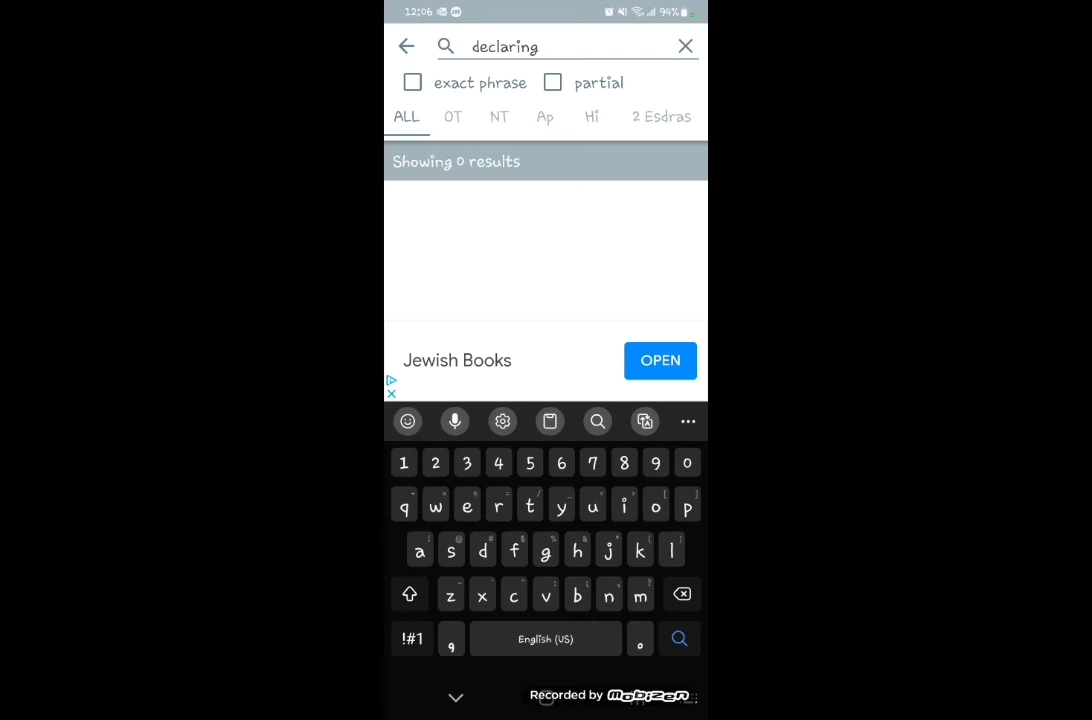 12:06 94%
declaring
exact phrase partial
ALL OT NT Ap Hi 2 Esdras
Showing 0 results
Jewish Books OPEN
1 2 3 4 5 6 7 8 9 0
q w e r t y u i o p
a s d f g h j k l
z x c v b n m
!#1 , English (US) .
Recorded by MOBIZEN